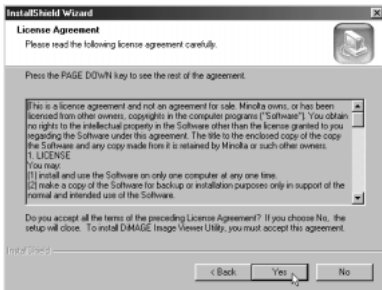 InstallShield Wizard
License Agreement
Please read the following license agreement carefully.
Press the PAGE DOWN key to see the rest of the agreement.
This is a license agreement and not an agreement for sale. Minolta owns, or has been
licensed from other owners, copyrights in the computer programs ("Software"). You obtain
no rights to the intellectual property in the Software other than the license granted to you
regarding the Software under this agreement. The title to the enclosed copy of the copy
the Software and any copy made from it is retained by Minolta or such other owners.
1. LICENSE
You may:
(1) install and use the Software on only one computer at any one time.
(2) make a copy of the Software for backup or installation purposes only in support of the
normal and intended use of the Software.
Do you accept all the terms of the preceding License Agreement? If you choose No, the
setup will close. To install DiMAGE Image Viewer Utility, you must accept this agreement.
InstallShield
< Back
Yes
No